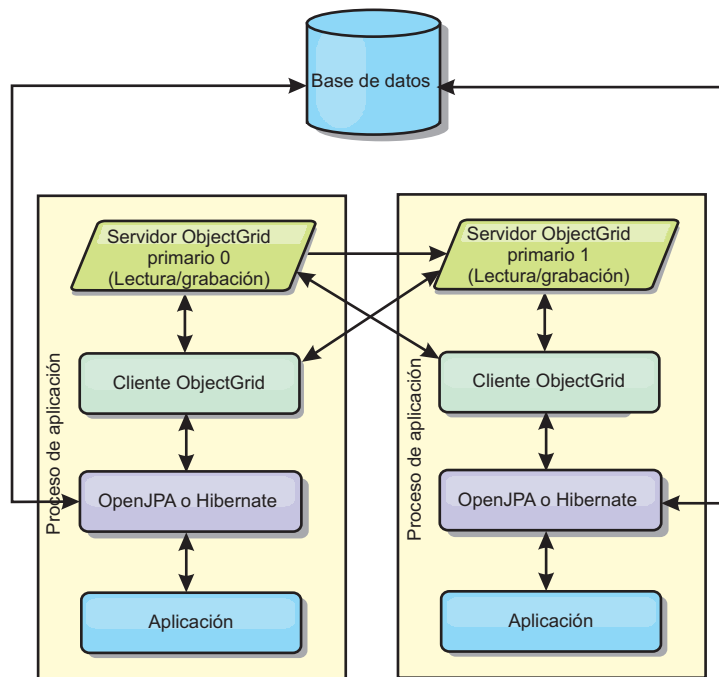 Base de datos
Servidor ObjectGrid
primario 0
(Lectura/grabación)
Cliente ObjectGrid
OpenJPA o Hibernate
Aplicación
Proceso de aplicación
Servidor ObjectGrid
primario 1
(Lectura/grabación)
Cliente ObjectGrid
OpenJPA o Hibernate
Aplicación
Proceso de aplicación